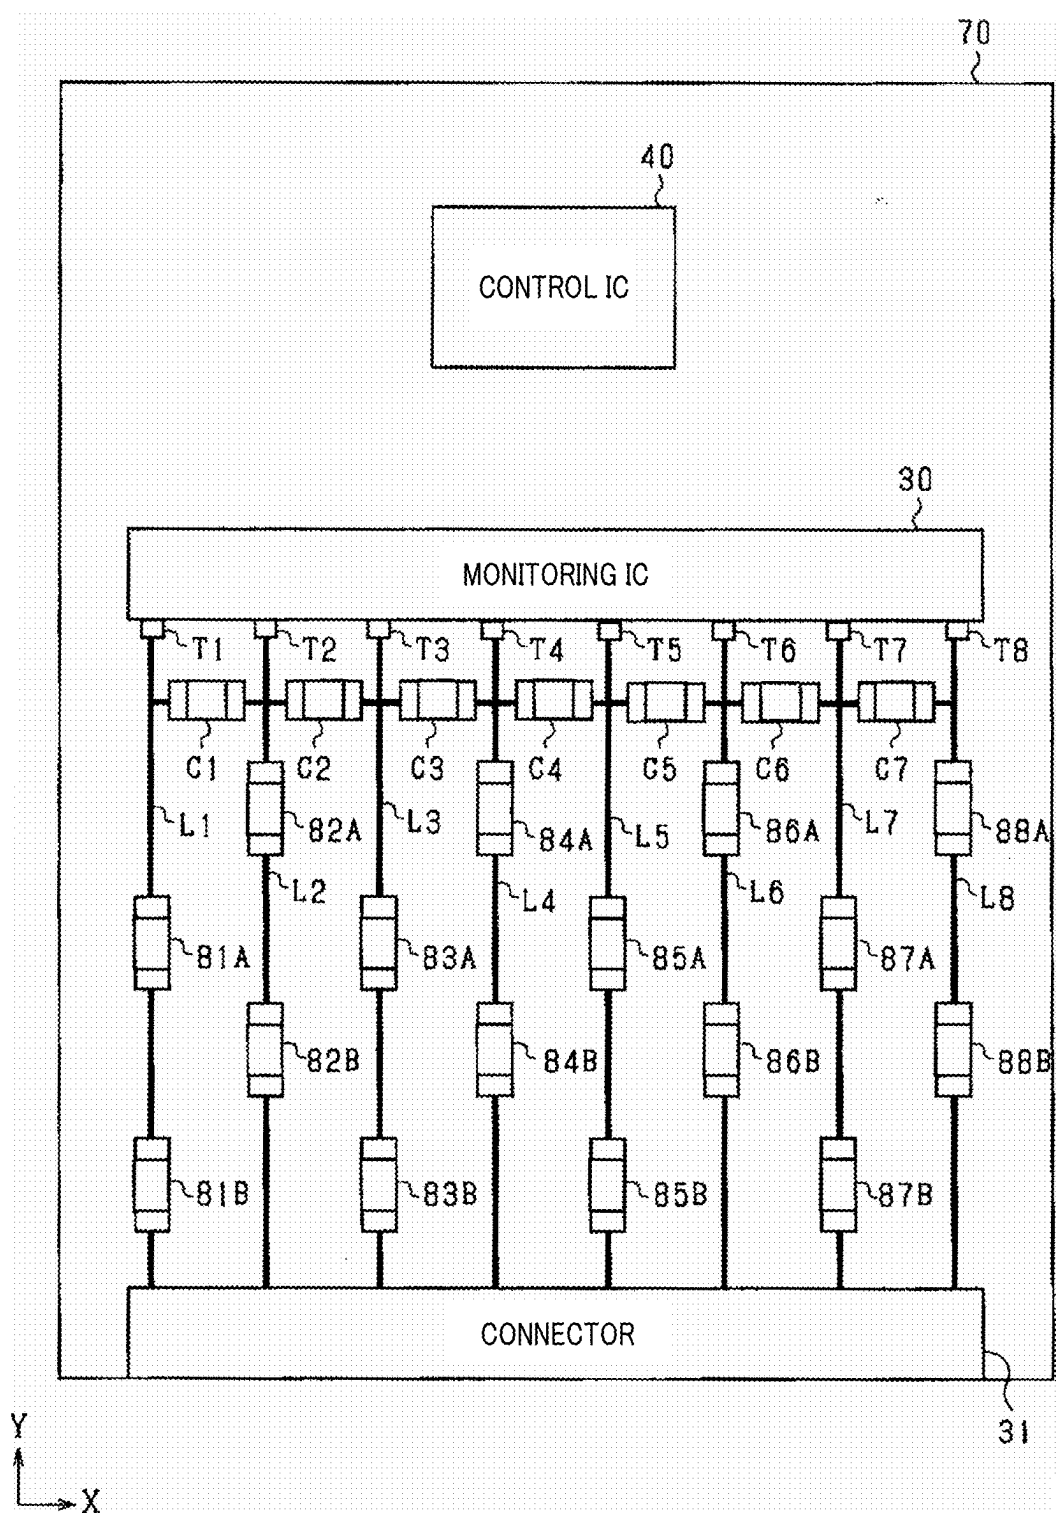 70
40
CONTROL IC
30
MONITORING IC
T1 T2 T3 T4 T5 T6 T7 T8
C1 C2 C3 C4 C5 C6 C7
L1 82A L3 84A L5 86A L7 88A
L2 L4 L6 L8
81A 83A 85A 87A
82B 84B 86B 88B
81B 83B 85B 87B
CONNECTOR
31
Y
X